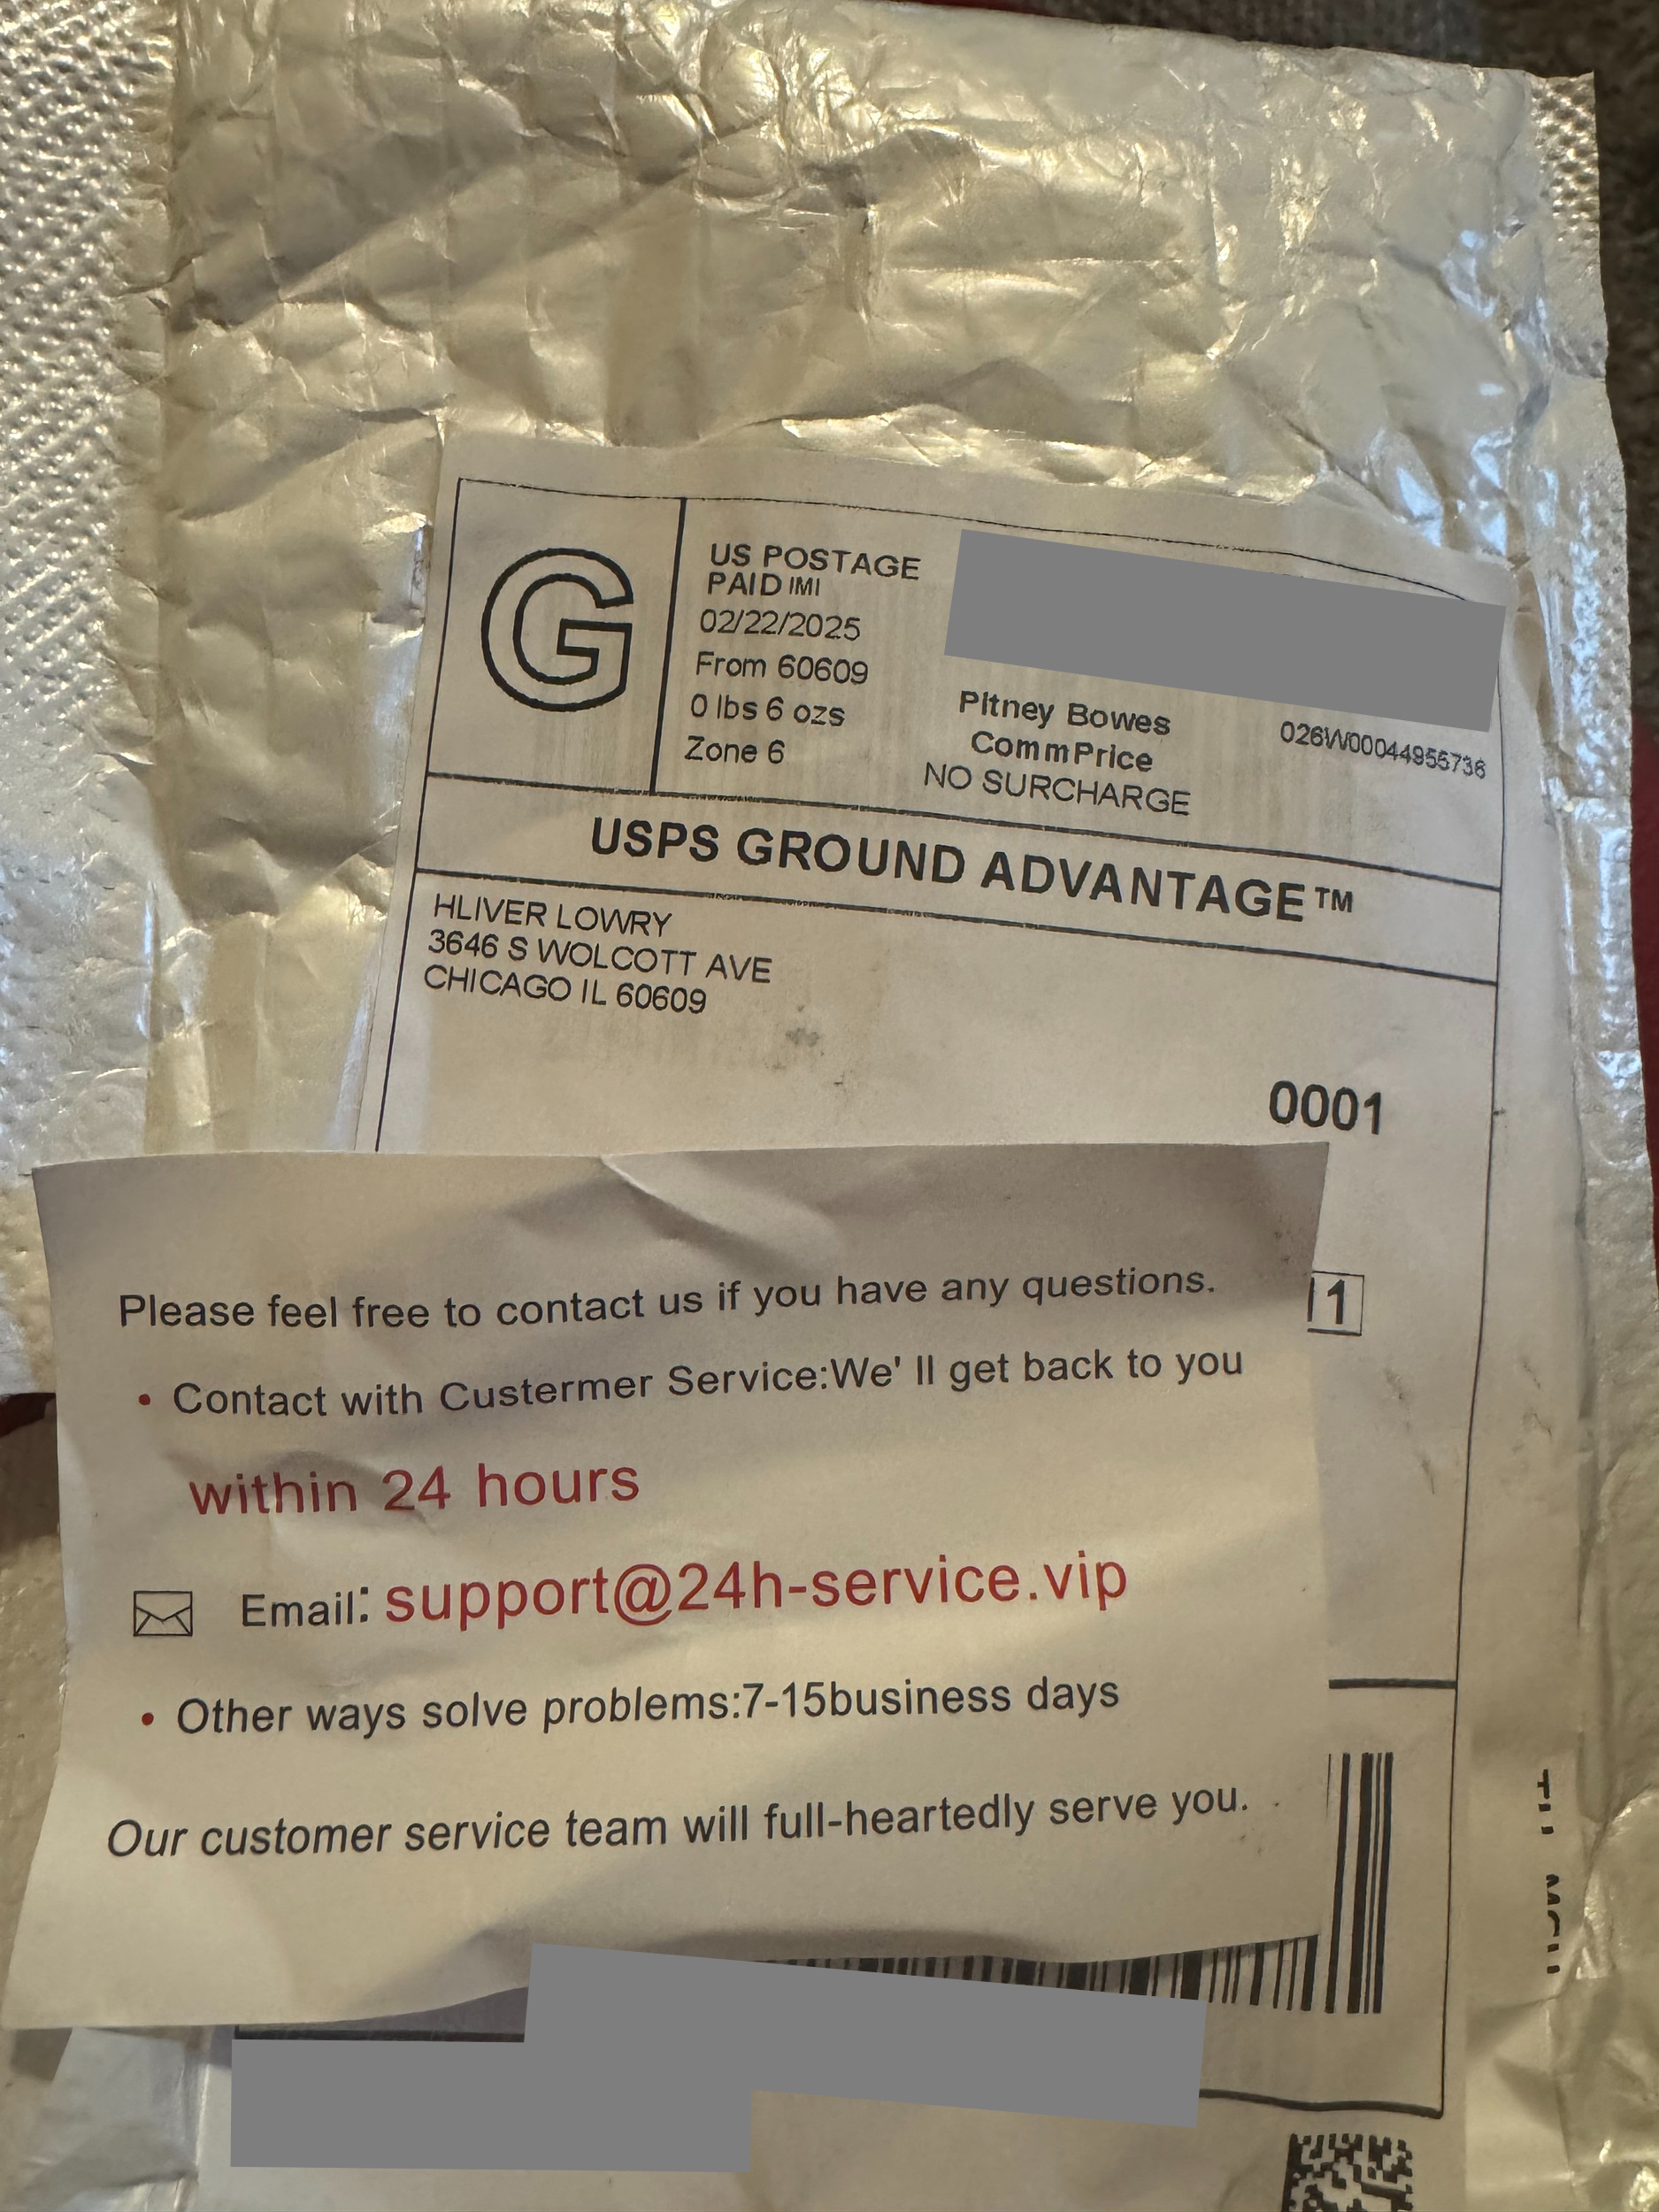 G
US POSTAGE
PAID IMI
02/22/2025
From 60609
0 lbs 6 ozs
Zone 6
Pitney Bowes
CommPrice
NO SURCHARGE
026W00044955736
USPS GROUND ADVANTAGE™
HLIVER LOWRY
3646 S WOLCOTT AVE
CHICAGO IL 60609
0001
1
Please feel free to contact us if you have any questions.
• Contact with Custermer Service:We' ll get back to you
within 24 hours
Email: support@24h-service.vip
• Other ways solve problems:7-15business days
Our customer service team will full-heartedly serve you.